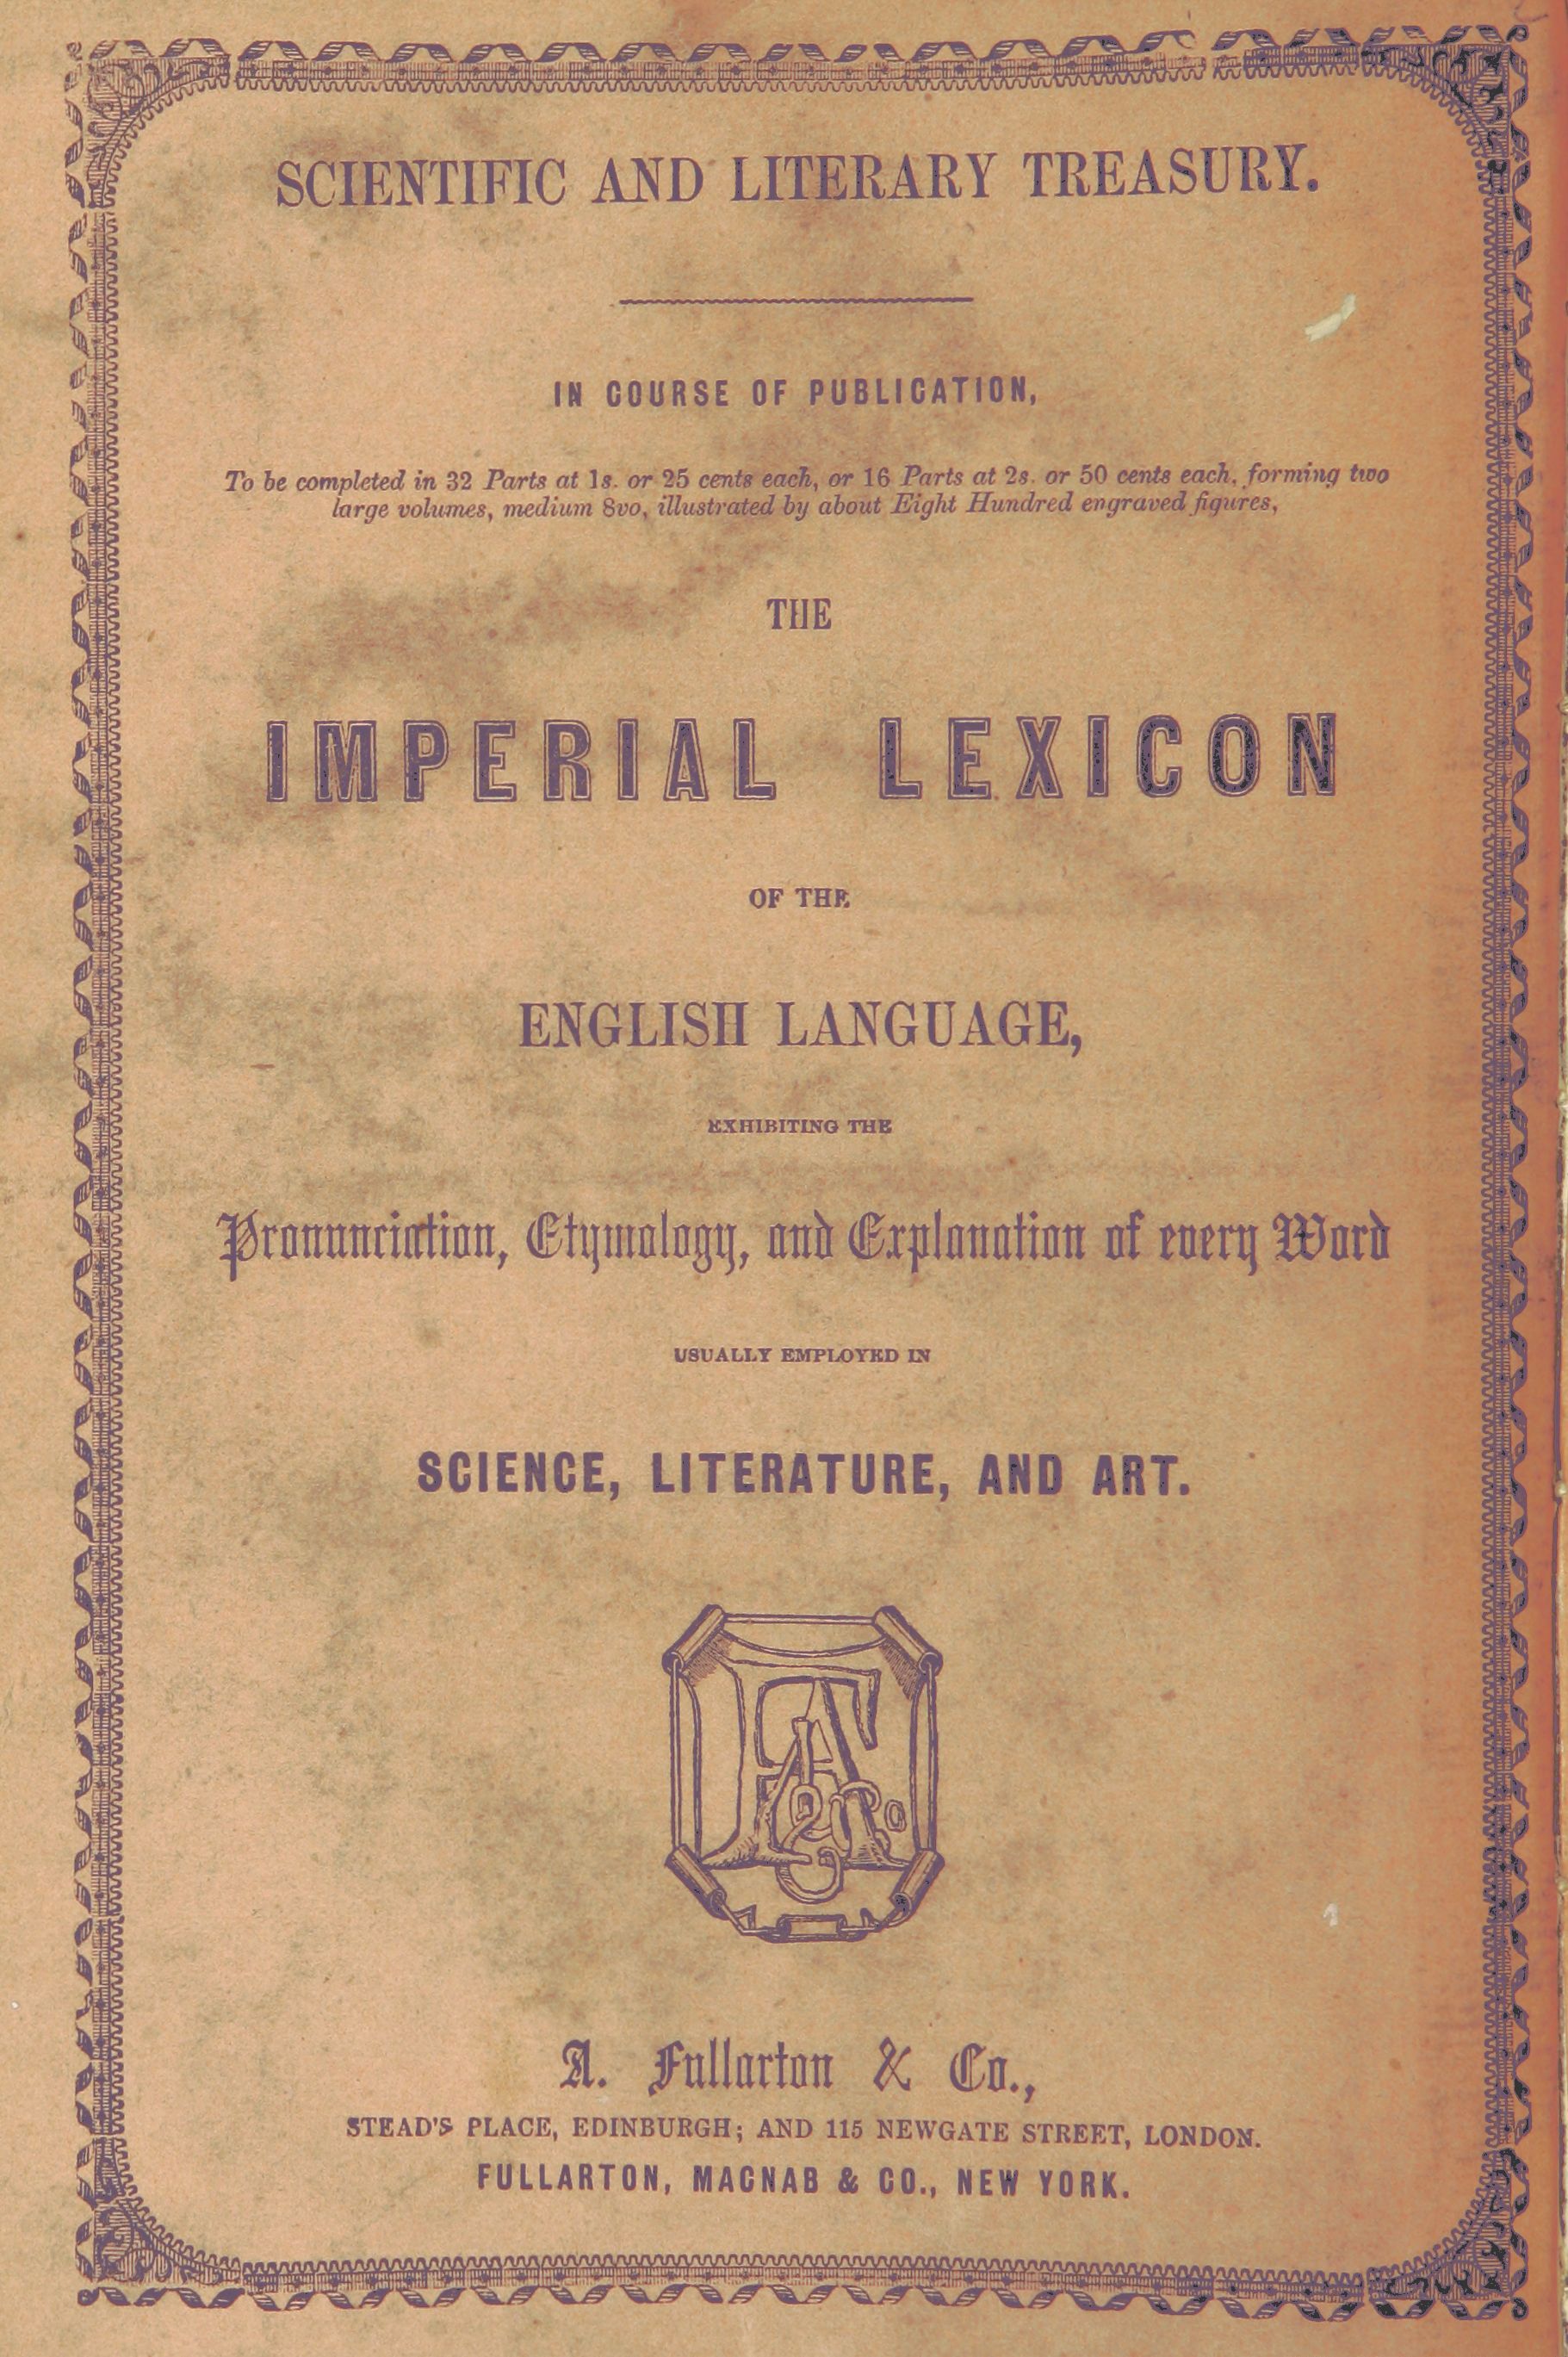 SCIENTIFIC AND LITERARY TREASURY.
IN COURSE OF PUBLICATION,
To be completed in 32 Parts at 1s. or 25 cents each, or 16 Parts at 2s. or 50 cents each, forming two
large volumes, medium 8vo, illustrated by about Eight Hundred engraved figures,
THE
IMPERIAL LEXICON
OF THE
ENGLISH LANGUAGE,
EXHIBITING THE
Pronunciation, Etymology, and Explanation of every Word
USUALLY EMPLOYED IN
SCIENCE, LITERATURE, AND ART.
A. Fullarton & Co.,
STEAD'S PLACE, EDINBURGH; AND 115 NEWGATE STREET, LONDON.
FULLARTON, MACNAB & CO., NEW YORK.